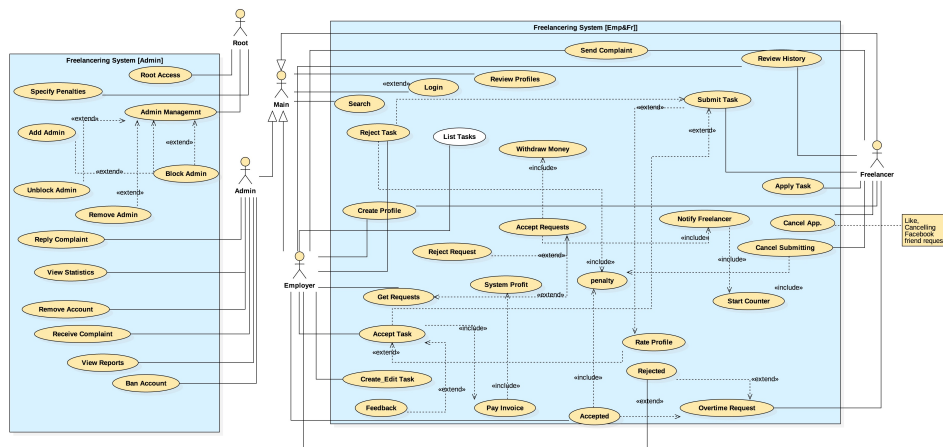 Root
Freelancering System [Admin]
Root Access
Specify Penalties
Admin Managemnt
«extend»
Add Admin
«extend»
«extend»
Block Admin
Unblock Admin
«extend»
Remove Admin
Admin
Reply Complaint
View Statistics
Remove Account
Receive Complaint
View Reports
Ban Account
Main
Employer
Freelancer
Freelancering System [Emp&Fr]]
Send Complaint
Review History
Review Profiles
«extend»
Login
Search
Submit Task
«extend»
Reject Task
List Tasks
«extend»
Withdraw Money
«include»
Apply Task
Create Profile
Notify Freelancer
Cancel App.
Accept Requests
«include»
Cancel Submitting
Reject Request
«extend»
«include»
penalty
System Profit
«include»
Get Requests
«extend»
Start Counter
Accept Task
«include»
Rate Profile
«extend»
Rejected
Create_Edit Task
«extend»
«include»
«include»
«extend»
«extend»
Feedback
Pay Invoice
Accepted
Overtime Request
Like,
Cancelling
Facebook
friend reques